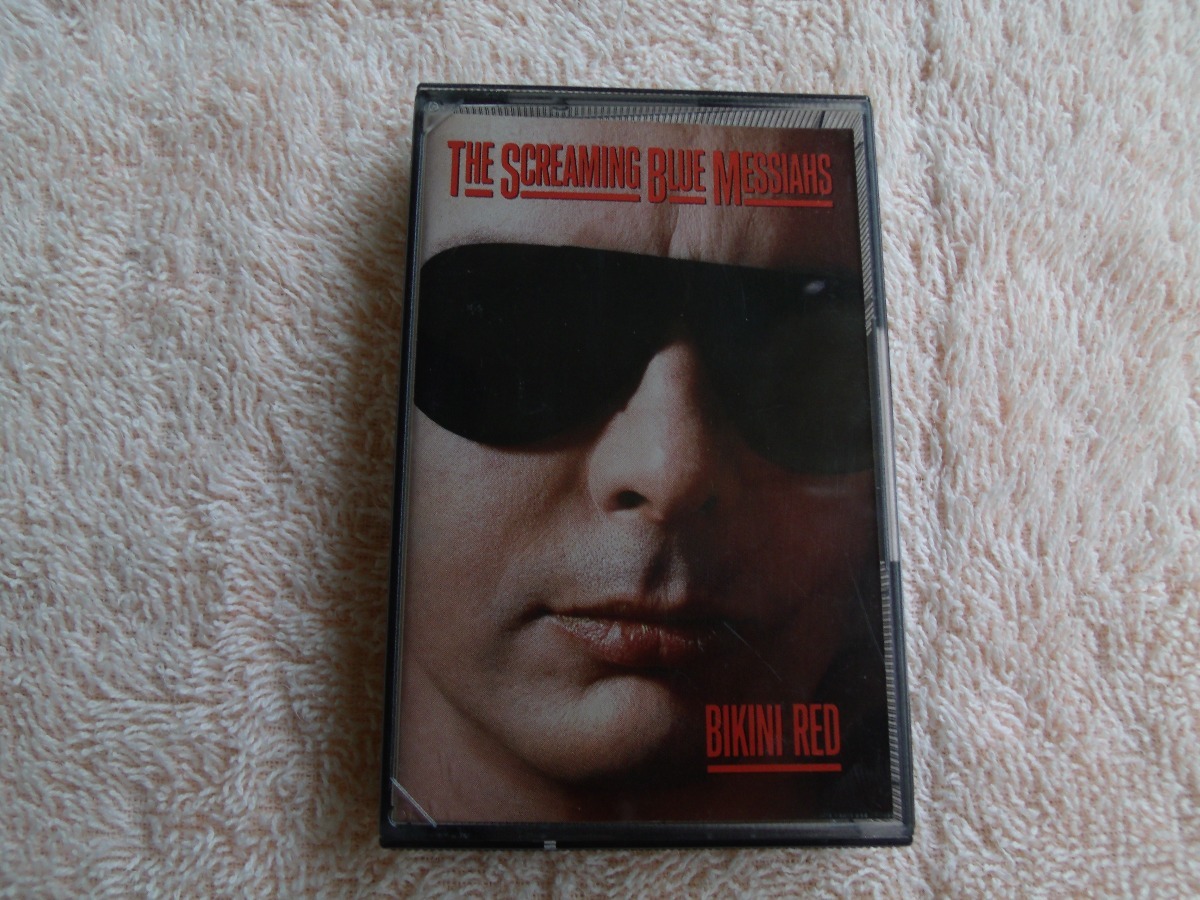 THE SCREAMING BLUE MESSIAHS
BIKINI RED